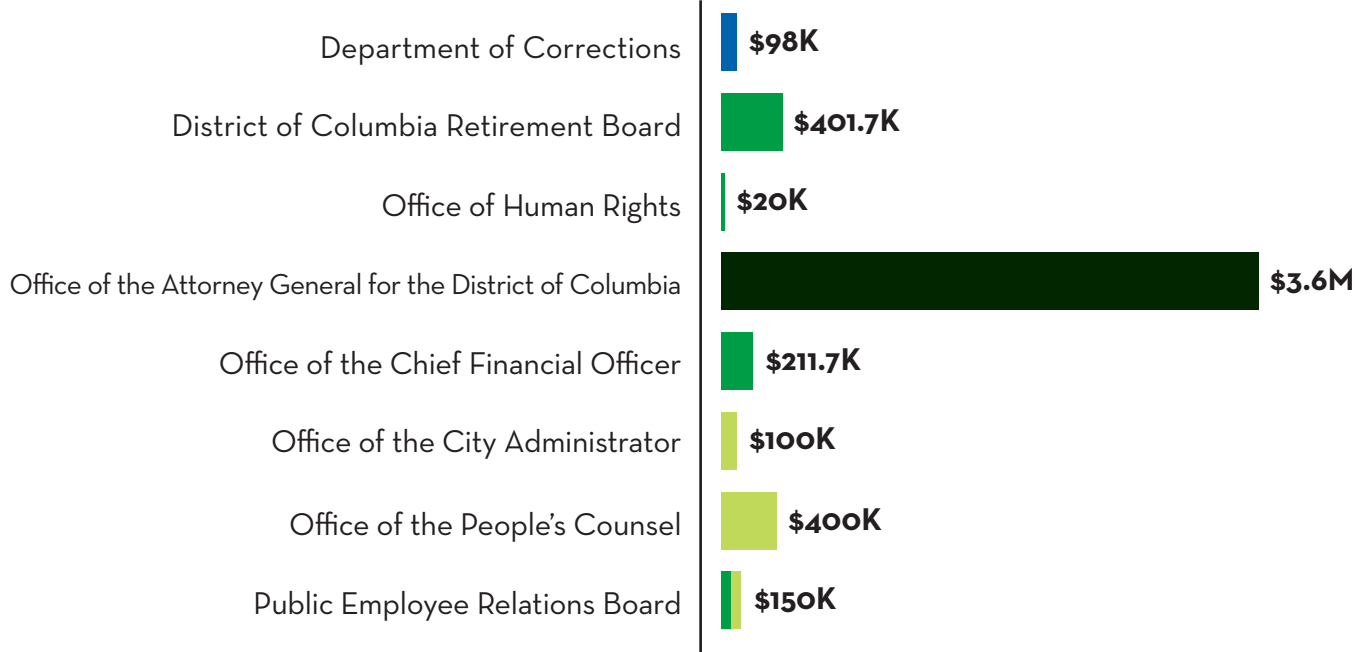 Department of Corrections $98K
District of Columbia Retirement Board $401.7K
Office of Human Rights $20K
Office of the Attorney General for the District of Columbia $3.6M
Office of the Chief Financial Officer $211.7K
Office of the City Administrator $100K
Office of the People’s Counsel $400K
Public Employee Relations Board $150K